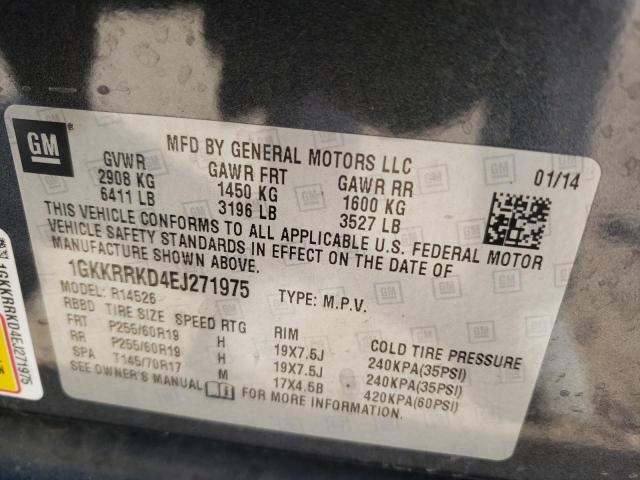 GM
MFD BY GENERAL MOTORS LLC
01/14
GVWR GAWR FRT GAWR RR
2908 KG 1450 KG 1600 KG
6411 LB 3196 LB 3527 LB
THIS VEHICLE CONFORMS TO ALL APPLICABLE U.S. FEDERAL MOTOR
VEHICLE SAFETY STANDARDS IN EFFECT ON THE DATE OF
MANUFACTURE SHOWN ABOVE.
1GKKRRKD4EJ271975 TYPE: M.P.V.
MODEL: R14526
RBBD TIRE SIZE SPEED RTG RIM COLD TIRE PRESSURE
FRT P255/60R19 H 19X7.5J 240KPA(35PSI)
RR P255/60R19 H 19X7.5J 240KPA(35PSI)
SPA T145/70R17 M 17X4.5B 420KPA(60PSI)
SEE OWNER'S MANUAL FOR MORE INFORMATION.
1GKKRRKD4EJ271975